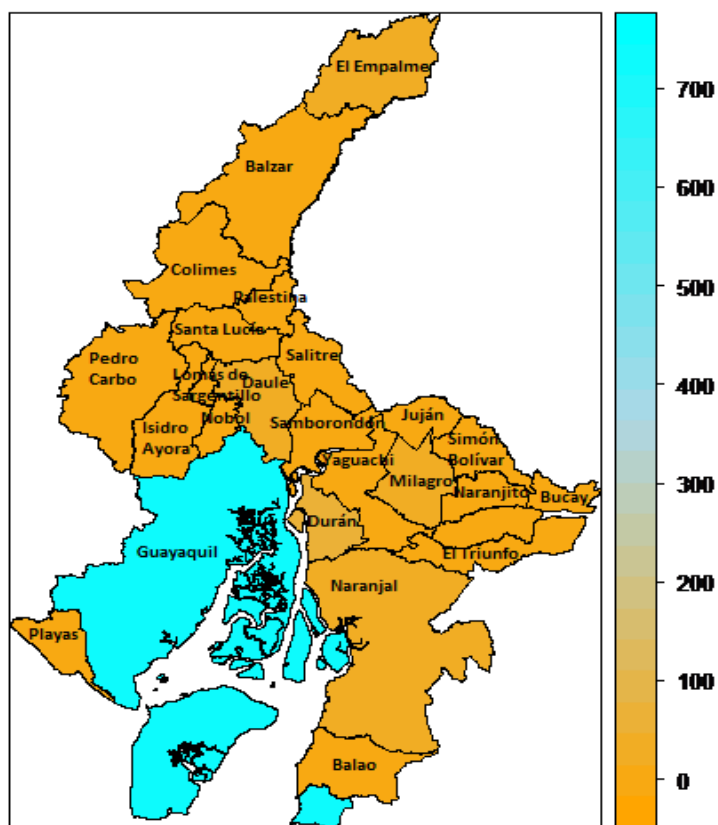 El Empalme
Balzar
Colimes
Palestina
Santa Lucía
Pedro
Carbo
Salitre
Lomas de
Sargentillo
Daule
Nobol
Isidro
Ayora
Samborondón
Juján
Simón
Bolívar
Yaguachi
Milagro
Naranjito
Bucay
Durán
Guayaquil
El Triunfo
Naranjal
Playas
Balao
700
600
500
400
300
200
100
0